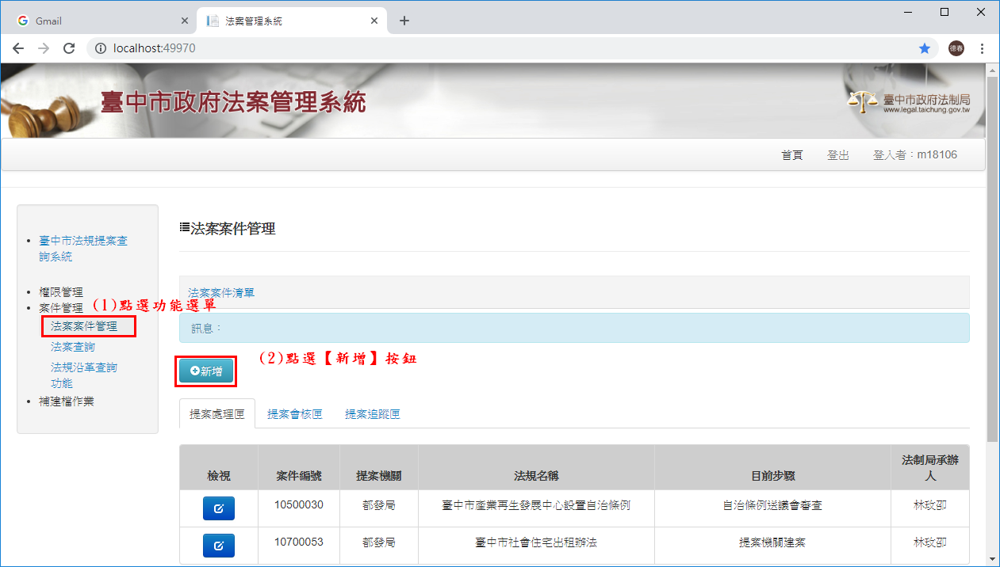 Gmail
法案管理系統
localhost:49970
德春
臺中市政府法案管理系統
臺中市政府法制局
www.legal.taichung.gov.tw
首頁 登出 登入者：m18106
臺中市法規提案查
詢系統
權限管理
案件管理
(1)點選功能選單
法案案件管理
法案查詢
法規沿革查詢
功能
補建檔作業
法案案件管理
法案案件清單
訊息：
(2)點選【新增】按鈕
新增
提案處理匣 提案會核匣 提案追蹤匣
檢視 案件編號 提案機關 法規名稱 目前步驟 法制局承辦
人
10500030 都發局 臺中市產業再生發展中心設置自治條例 自治條例送議會審查 林玫卲
10700053 都發局 臺中市社會住宅出租辦法 提案機關建案 林玫卲